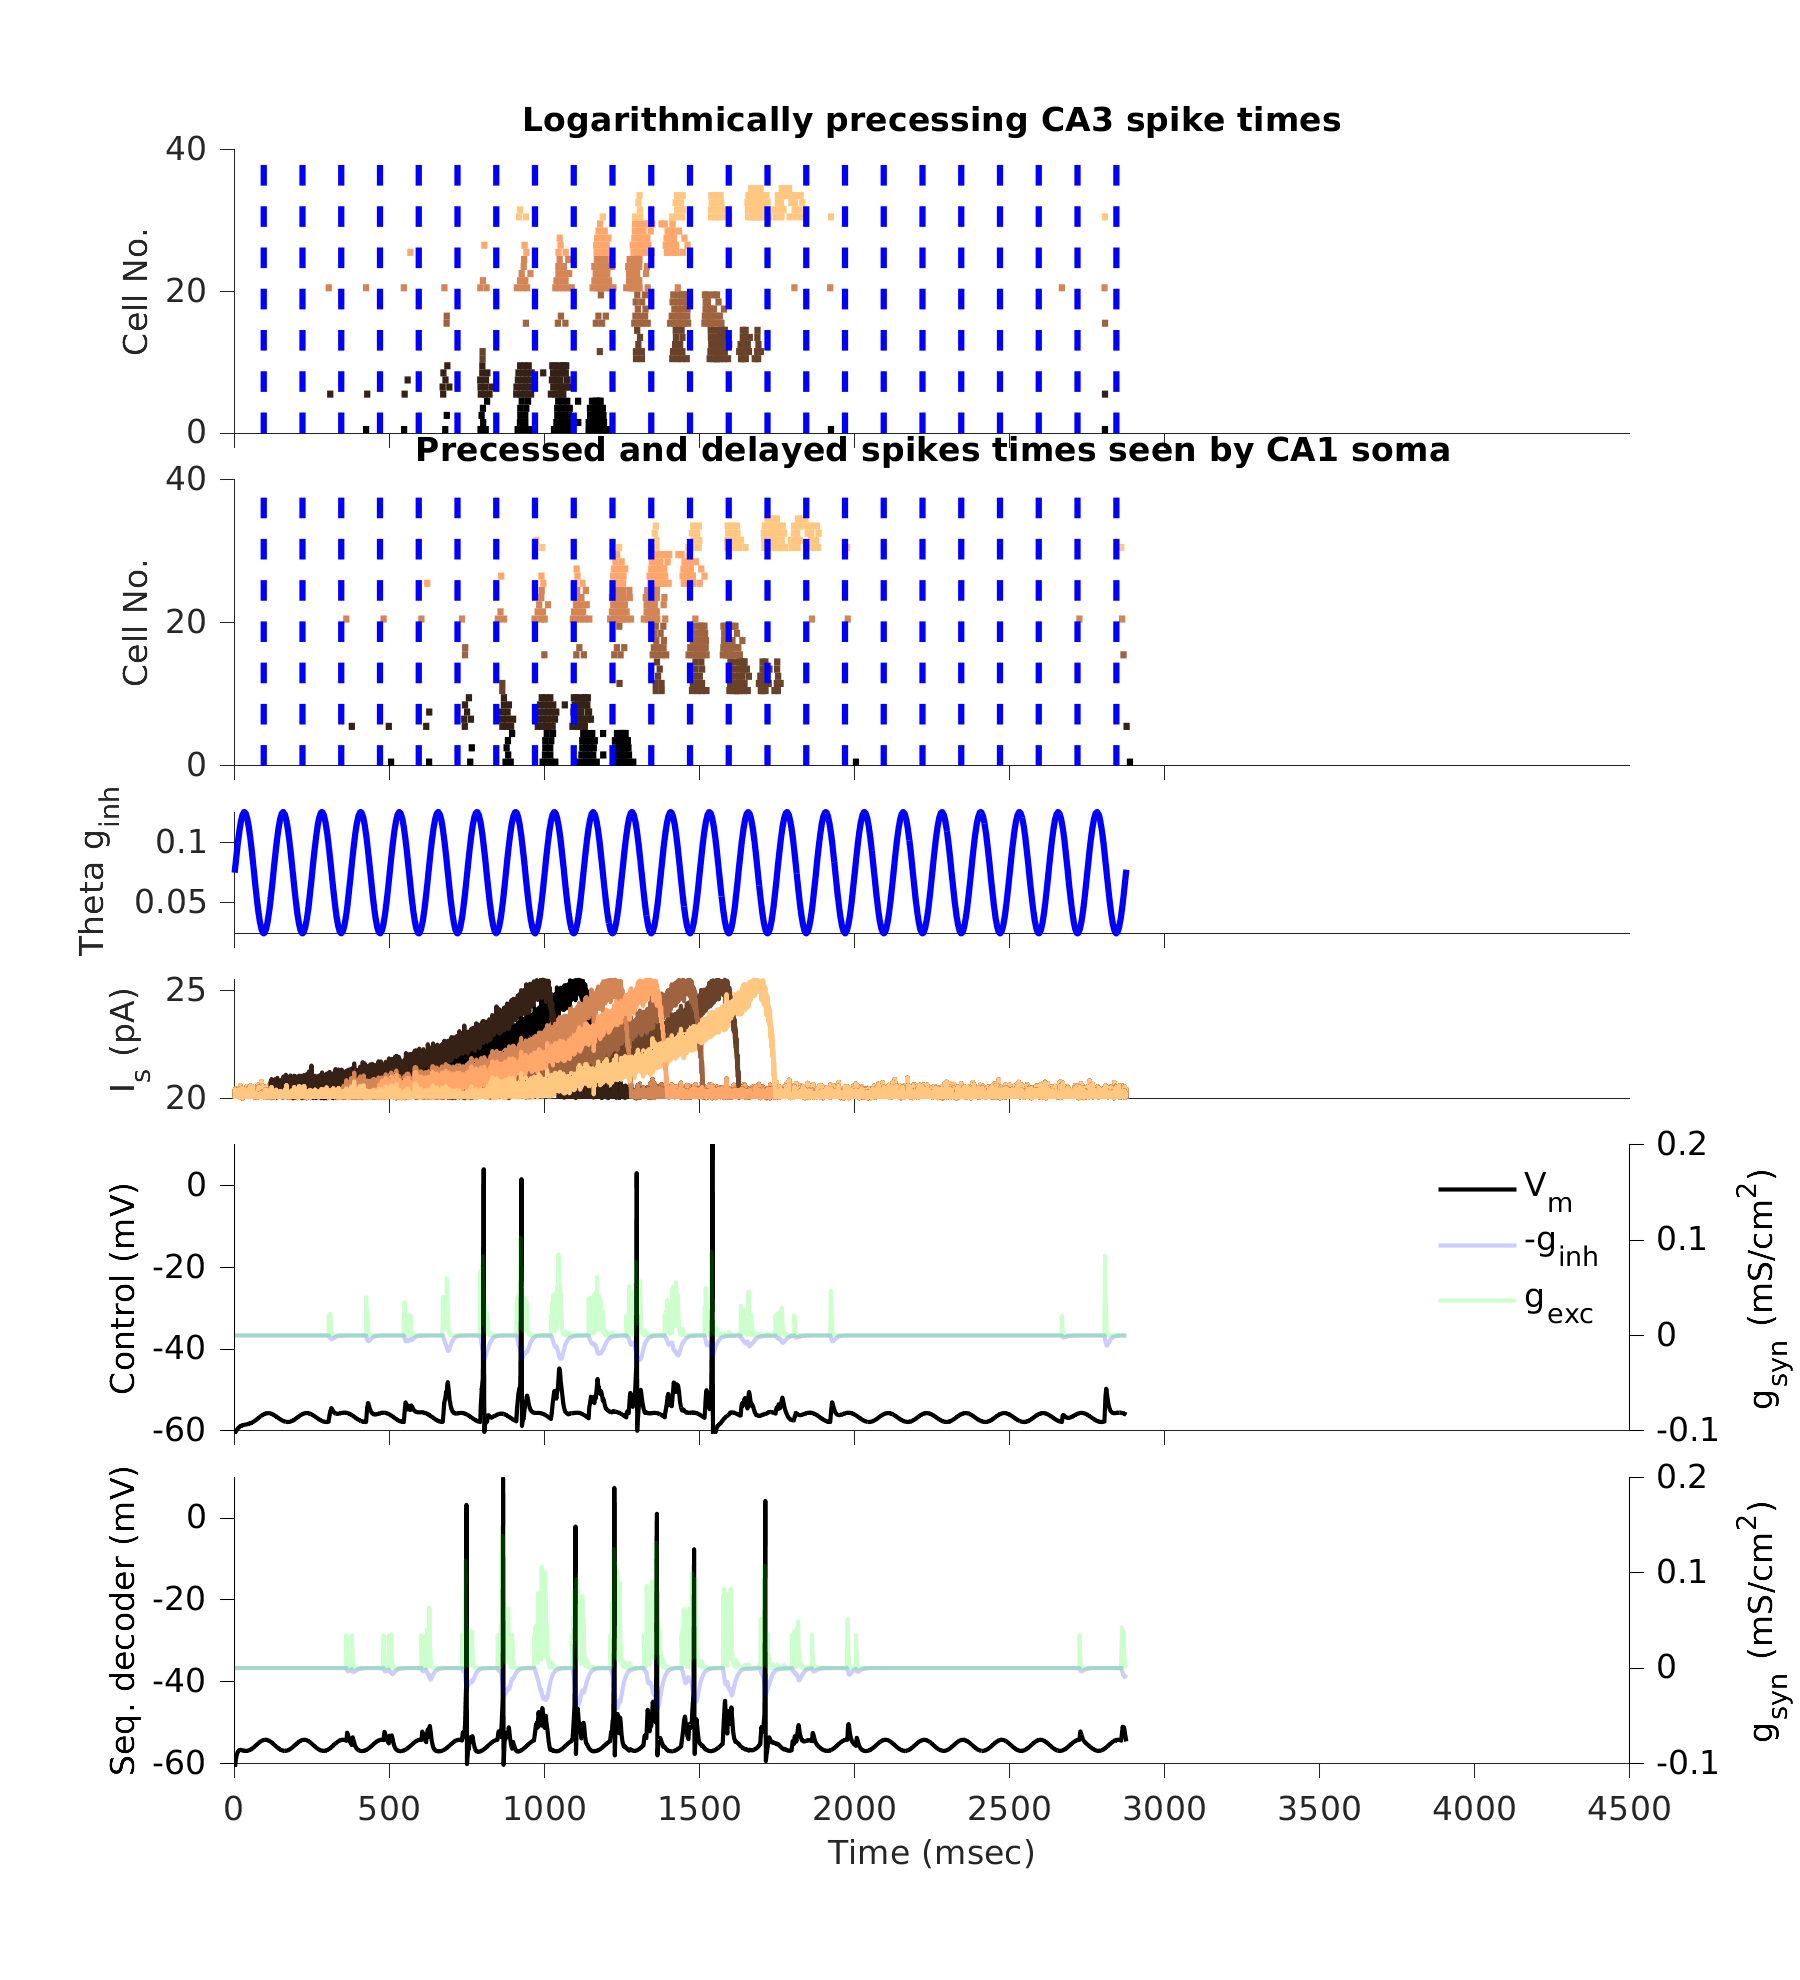 Logarithmically precessing CA3 spike times
40
20
0
Cell No.
Precessed and delayed spikes times seen by CA1 soma
40
20
0
Cell No.
0.1
0.05
Theta g_inh
25
20
I_s (pA)
0
-20
-40
-60
Control (mV)
V_m
-g_inh
g_exc
0.2
0.1
0
-0.1
g_syn (mS/cm^2)
0
-20
-40
-60
Seq. decoder (mV)
0.2
0.1
0
-0.1
g_syn (mS/cm^2)
0 500 1000 1500 2000 2500 3000 3500 4000 4500
Time (msec)